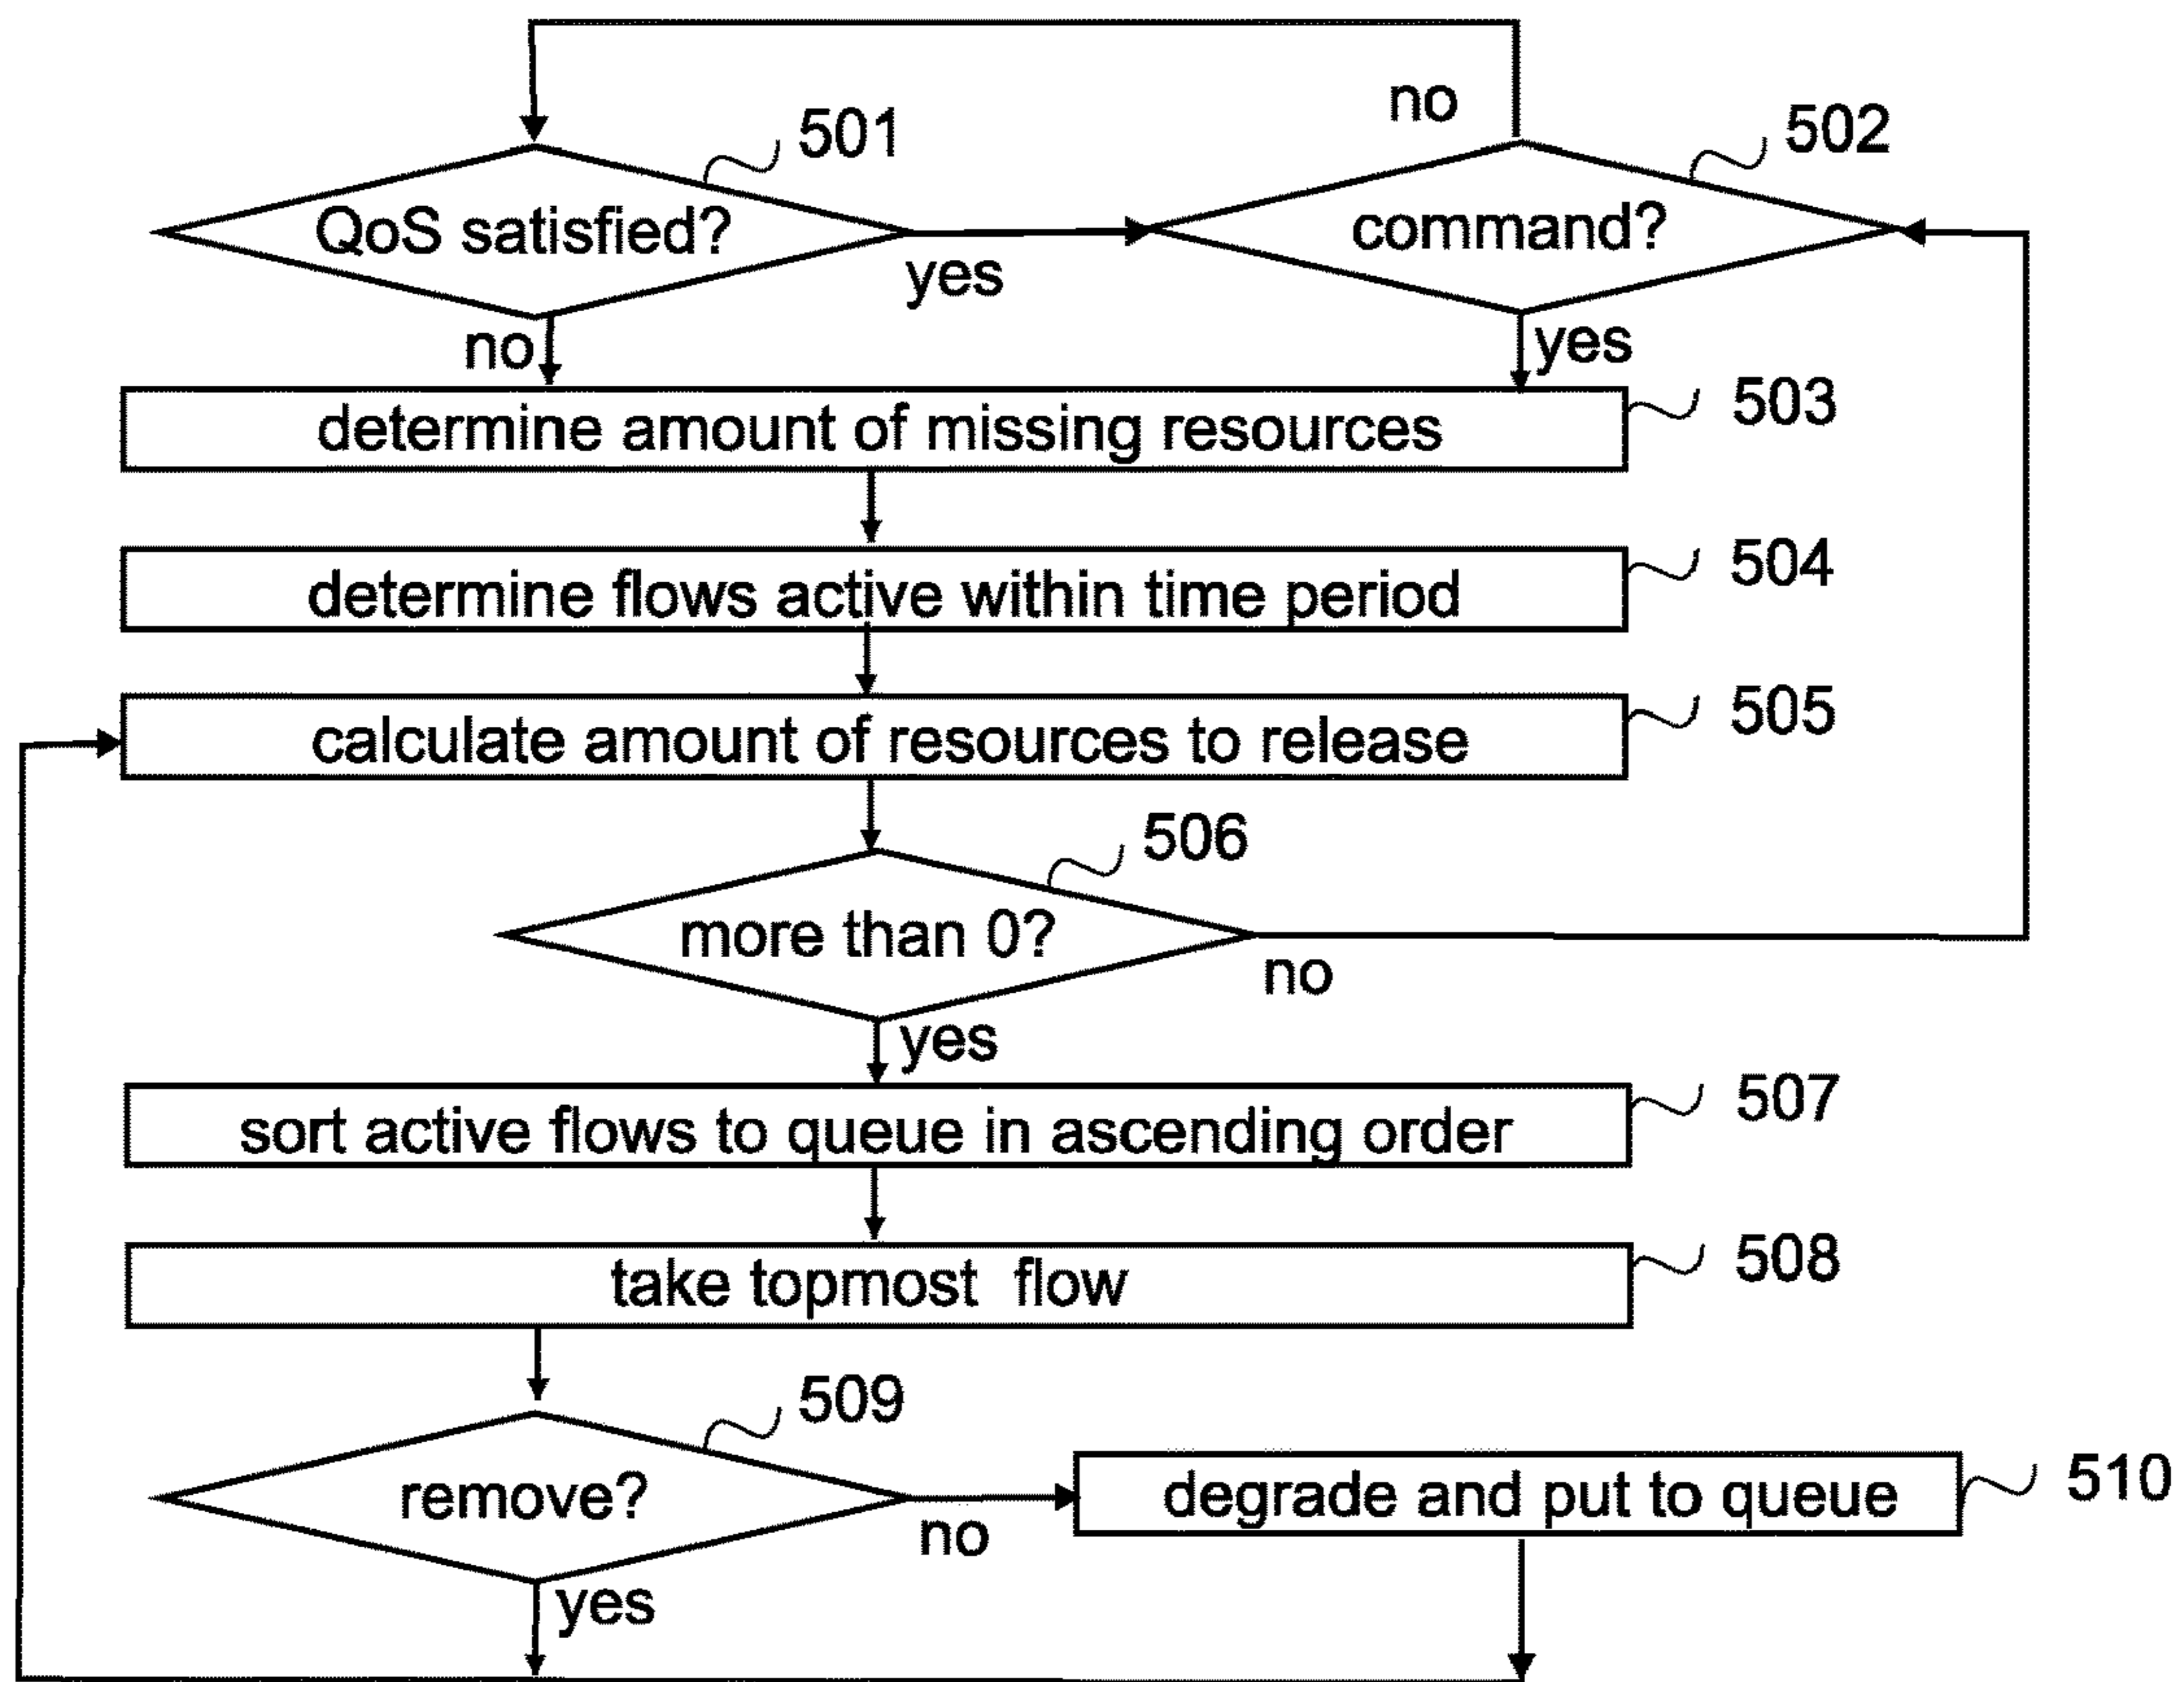 no
501
502
QoS satisfied?
command?
yes
no
yes
503
determine amount of missing resources
504
determine flows active within time period
505
calculate amount of resources to release
506
more than 0?
no
yes
507
sort active flows to queue in ascending order
508
take topmost flow
509
remove?
no
degrade and put to queue
510
yes